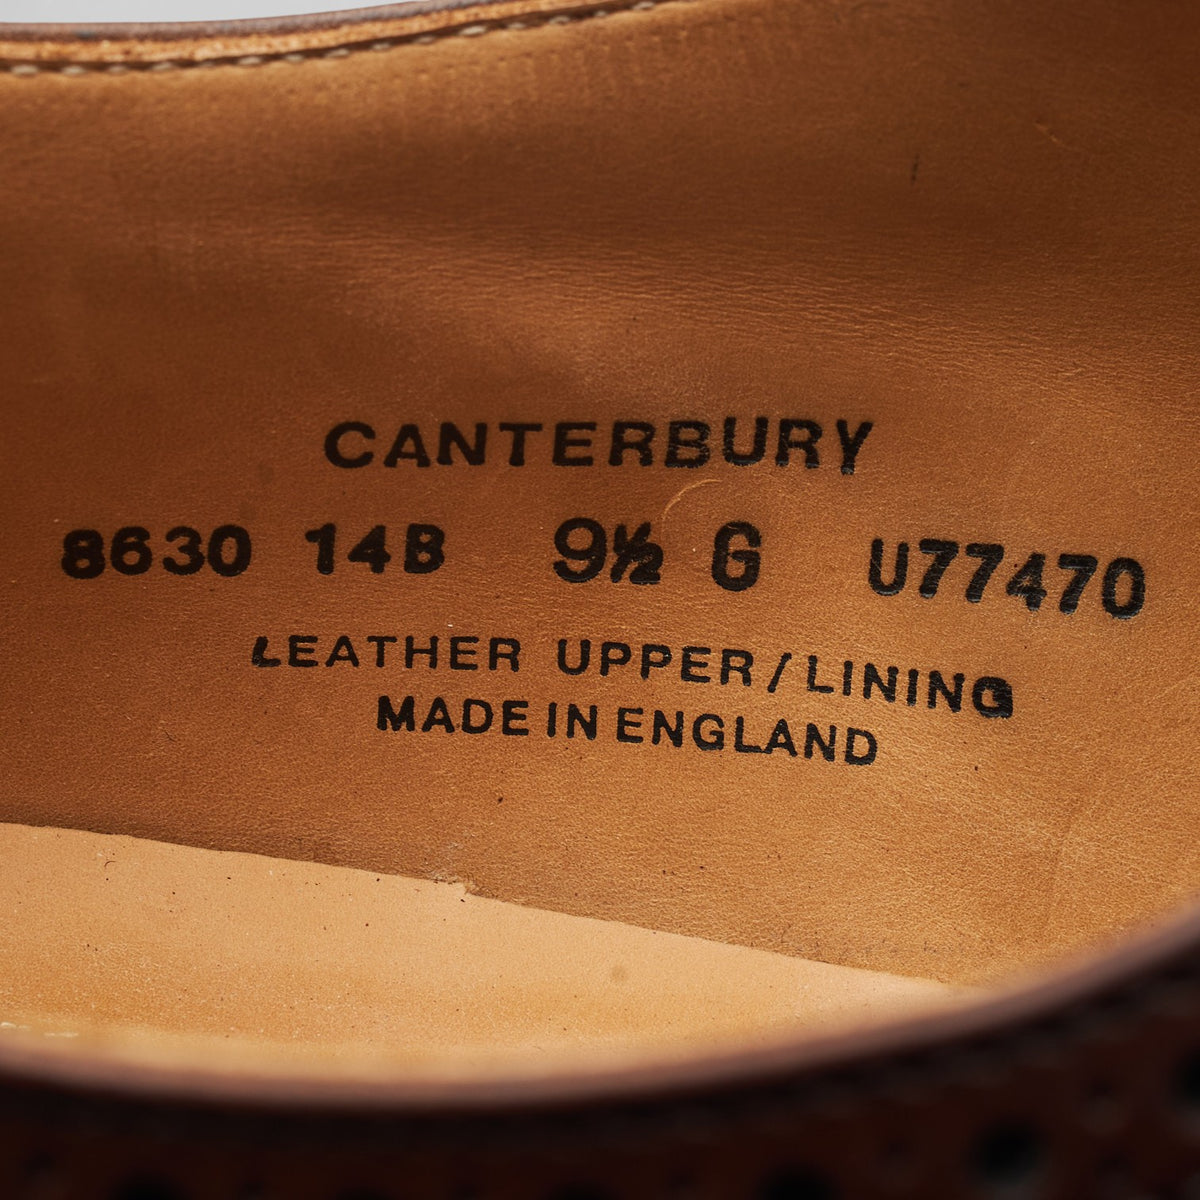 CANTERBURY
8630 14B 9½ G U77470
LEATHER UPPER/LINING
MADE IN ENGLAND